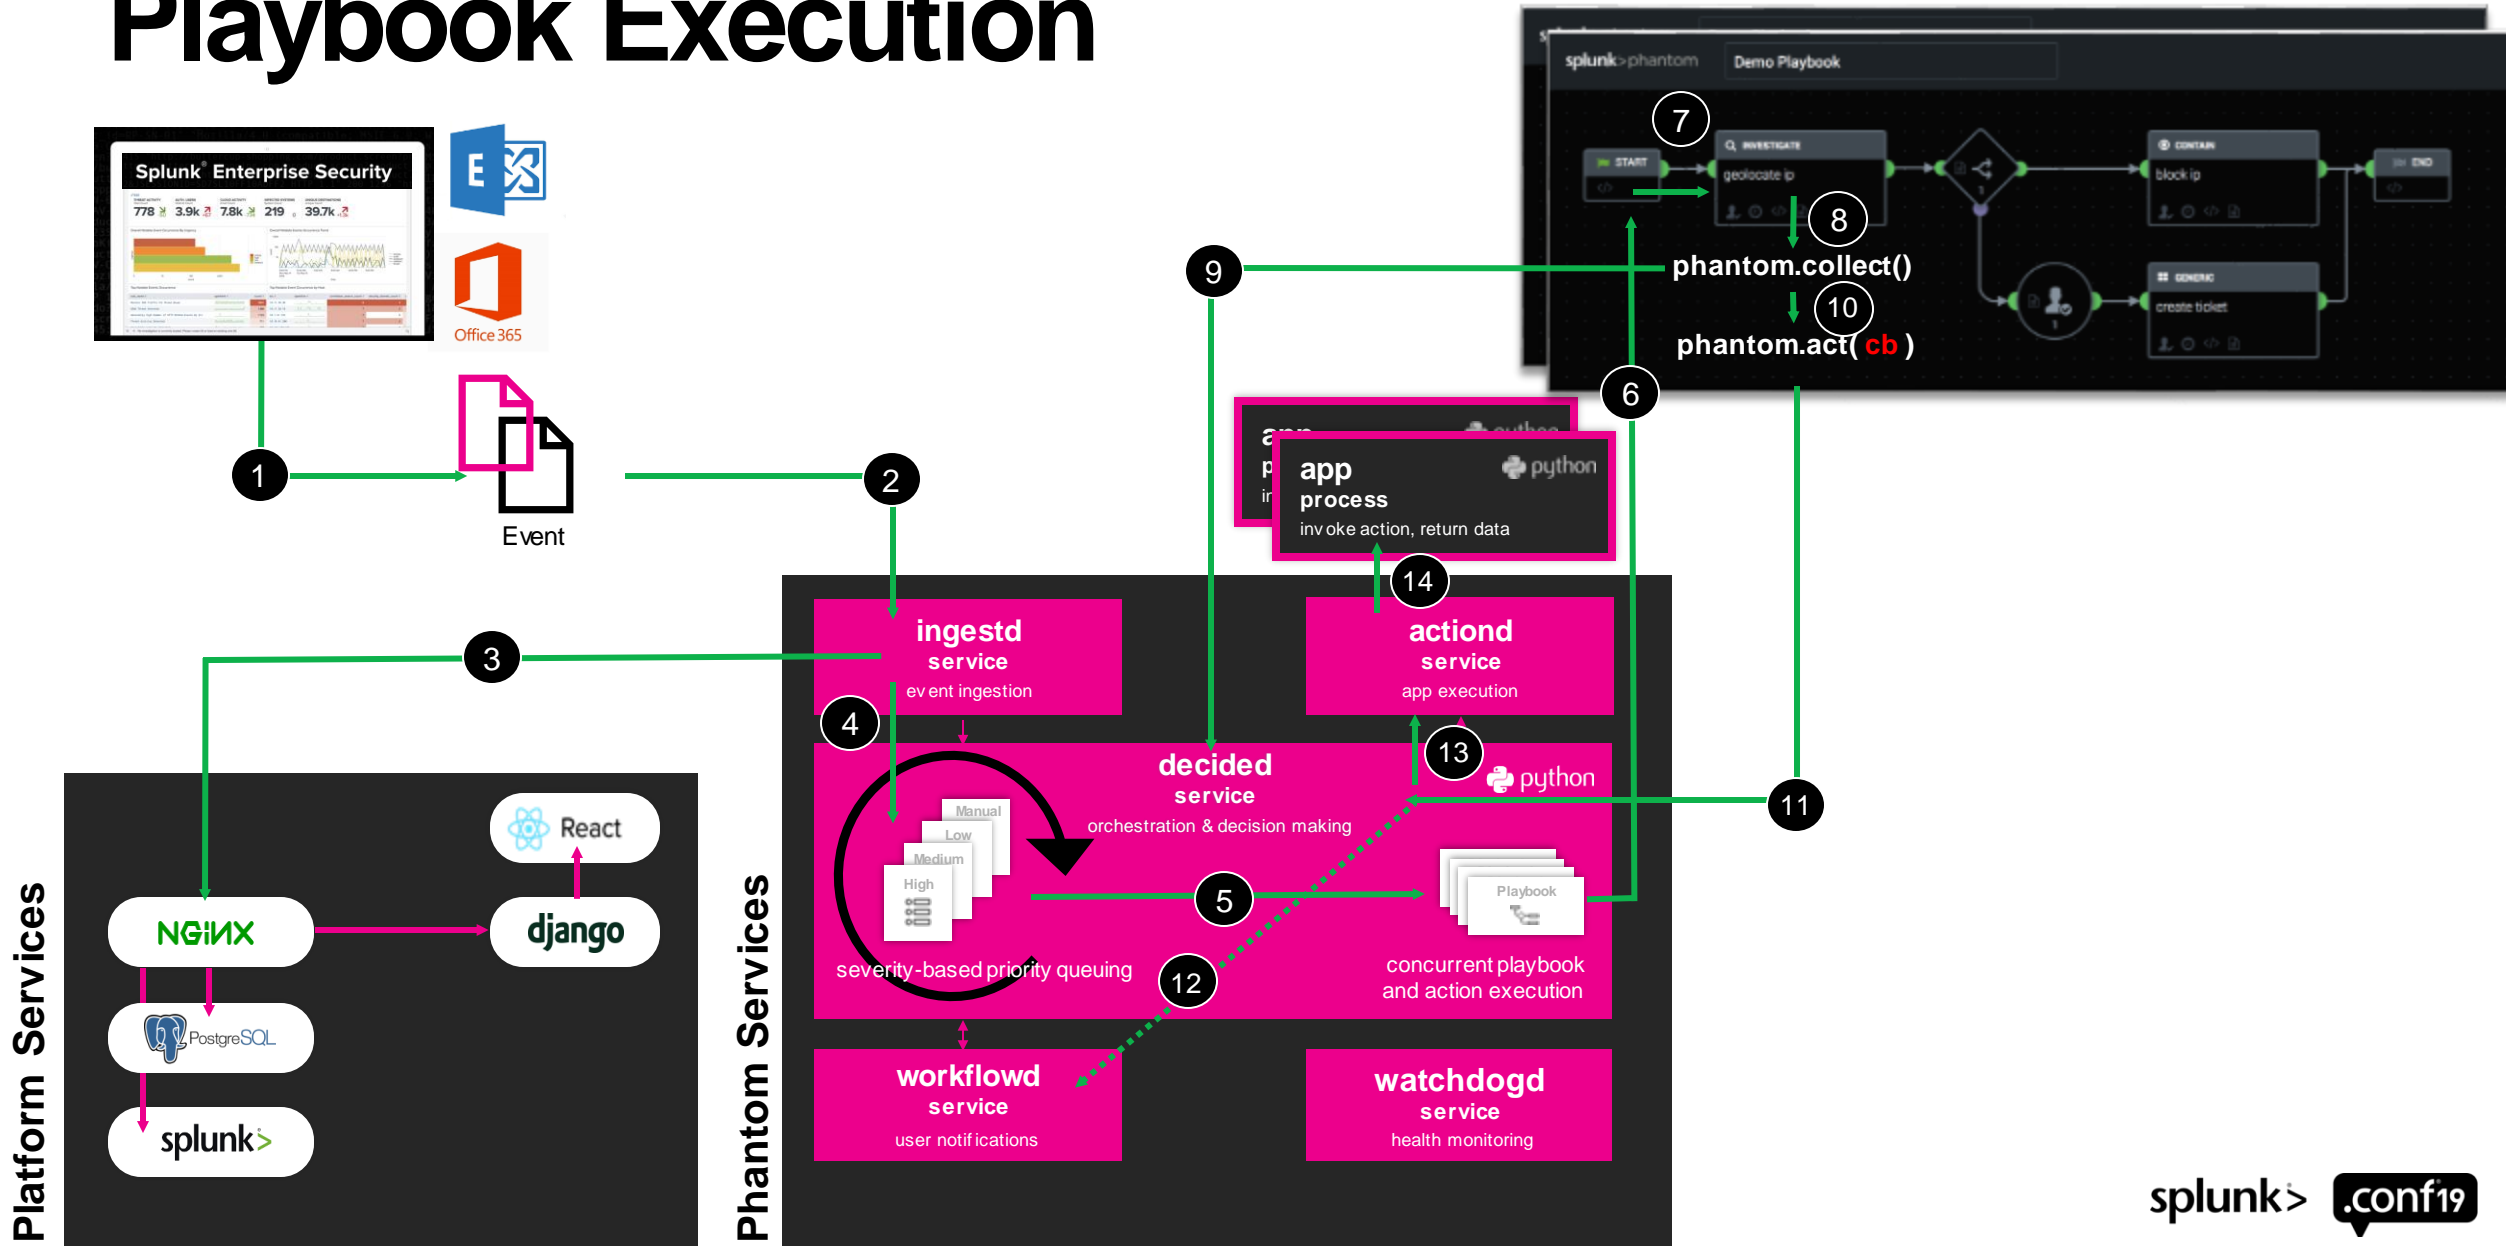 Playbook Execution
Splunk® Enterprise Security
778
3.9k
7.8k
219
39.7k
Office 365
Event
1
2
3
4
5
6
7
8
9
10
11
12
13
14
splunk>phantom
Demo Playbook
START
INVESTIGATE
geolocate ip
1
CONTAIN
block ip
END
1
GENERIC
create ticket
phantom.collect()
phantom.act( cb )
app
python
process
invoke action, return data
ingestd
service
event ingestion
actiond
service
app execution
decided
service
orchestration & decision making
python
Manual
Low
Medium
High
severity-based priority queuing
Playbook
concurrent playbook
and action execution
workflowd
service
user notifications
watchdogd
service
health monitoring
Phantom Services
Platform Services
React
NGINX
django
PostgreSQL
splunk>
splunk>
.conf19